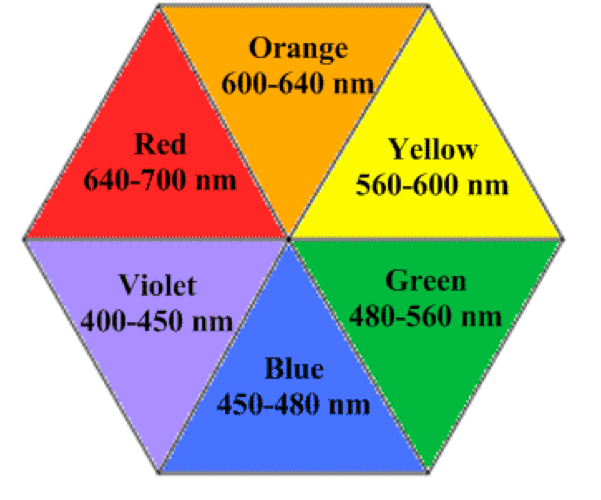 Orange
600-640 nm
Red
640-700 nm
Yellow
560-600 nm
Violet
400-450 nm
Green
480-560 nm
Blue
450-480 nm